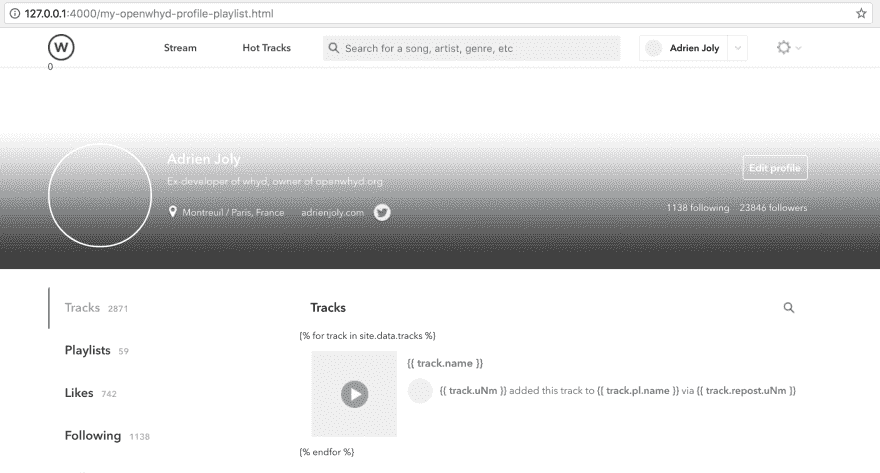 127.0.0.1:4000/my-openwhyd-profile-playlist.html
W
Stream
Hot Tracks
Search for a song, artist, genre, etc
Adrien Joly
0
Adrien Joly
Edit profile
Ex-developer of whyd, owner of openwhyd.org
Montreuil / Paris, France
adrienjoly.com
1138 following
23846 followers
Tracks 2871
Tracks
{% for track in site.data.tracks %}
Playlists 59
{{ track.name }}
{{ track.uNm }} added this track to {{ track.pl.name }} via {{ track.repost.uNm }}
Likes 742
Following 1138
{% endfor %}